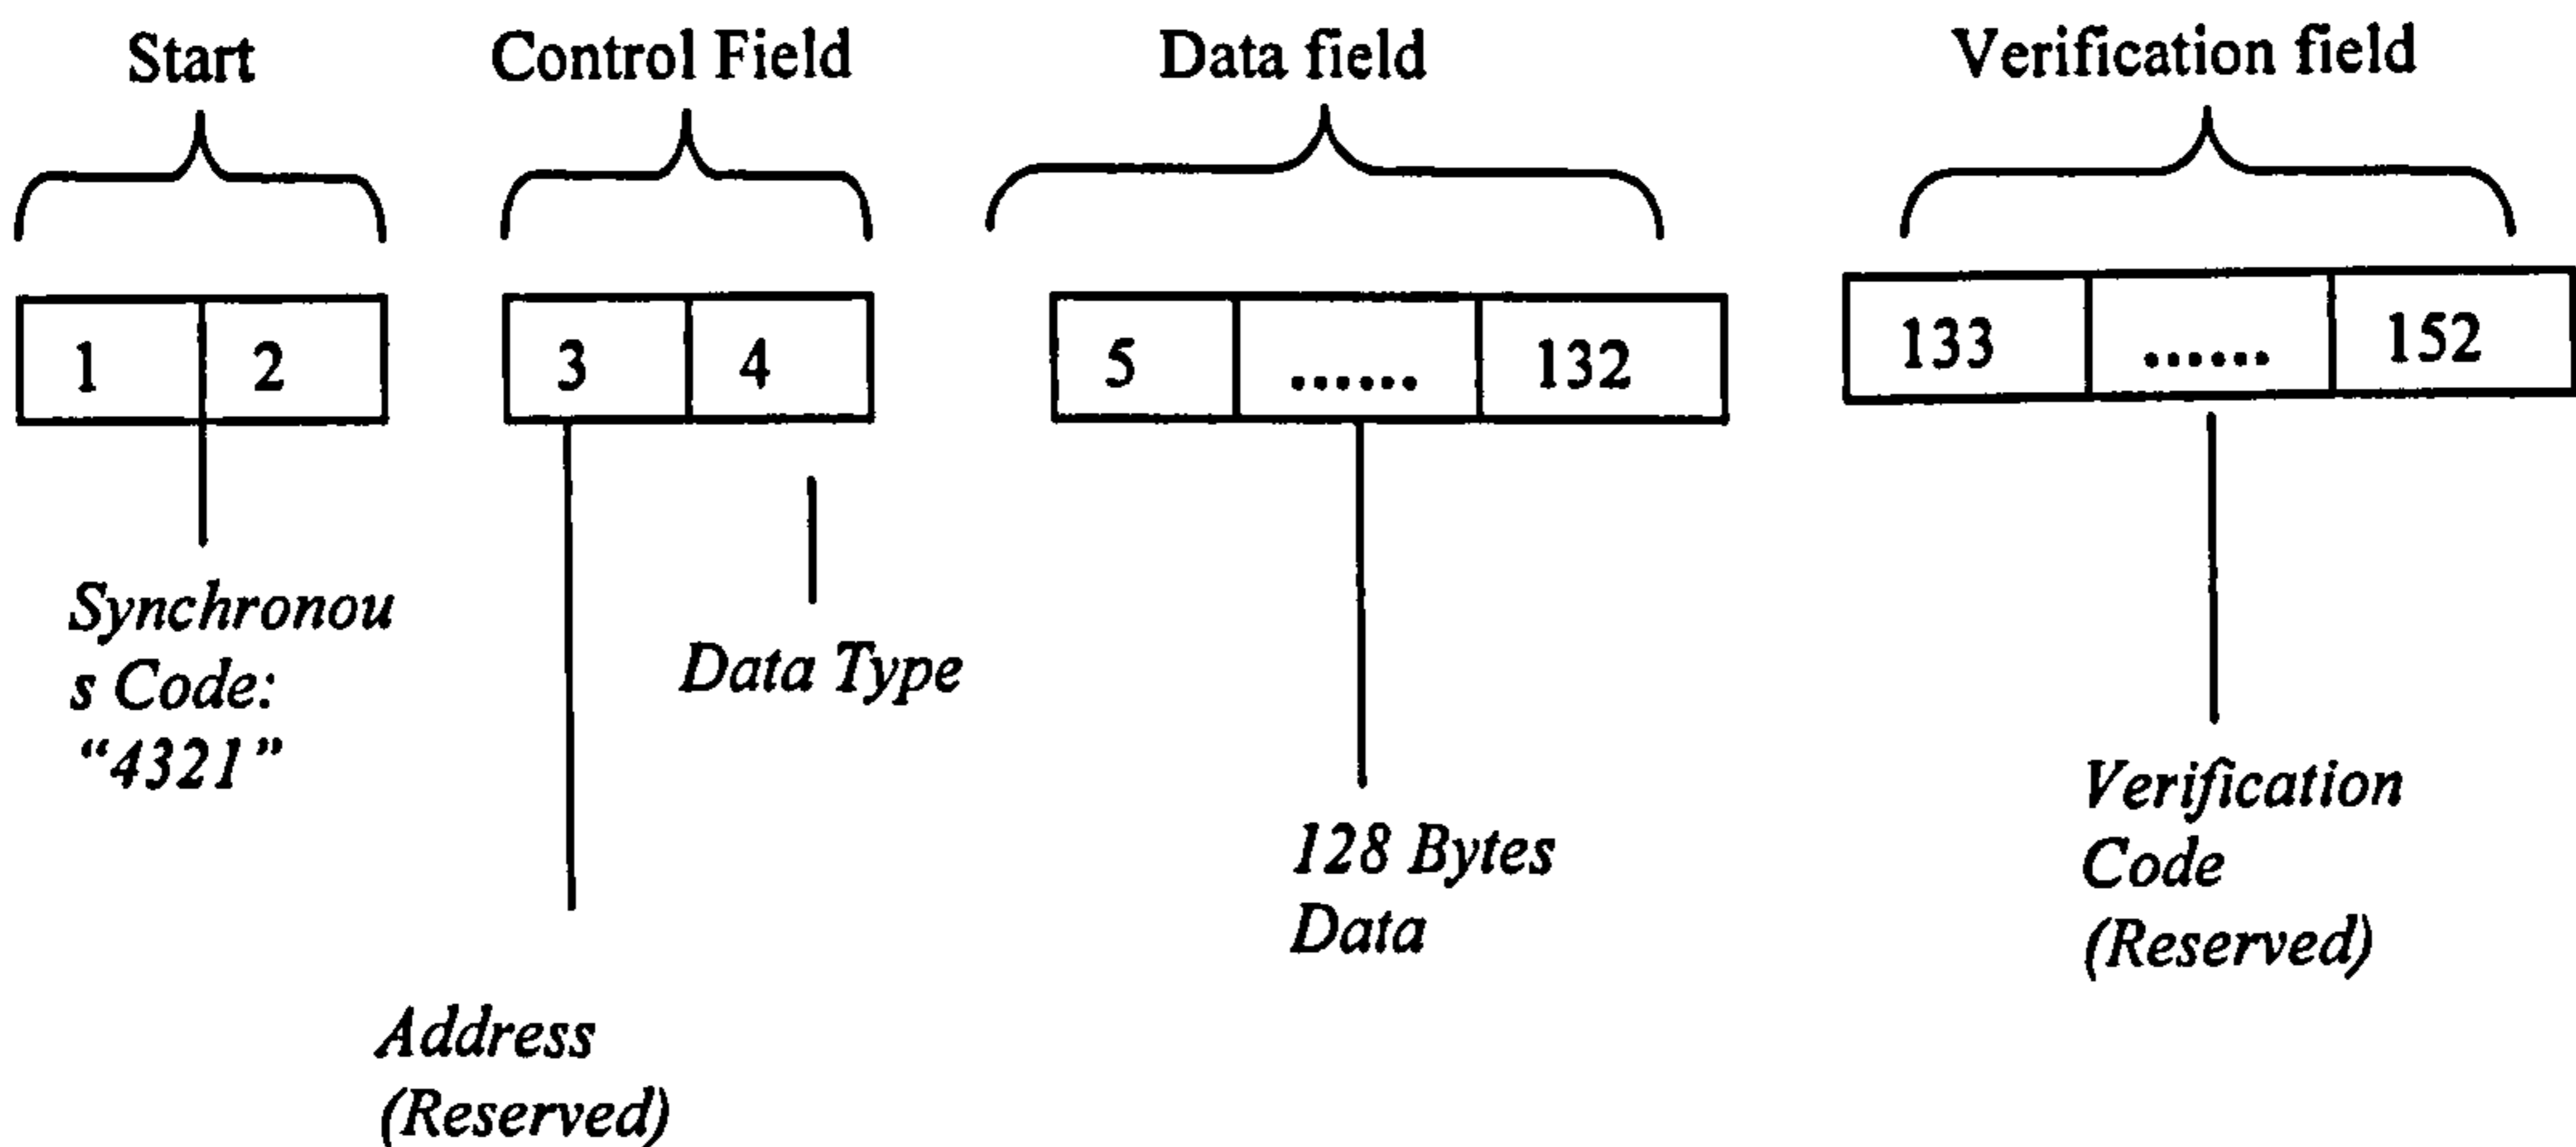 Start Control Field Data field Verification field
1 2 3 4 5 ...... 132 133 ...... 152
Synchronou
s Code:
“4321”
Data Type
Address
(Reserved)
128 Bytes
Data
Verification
Code
(Reserved)